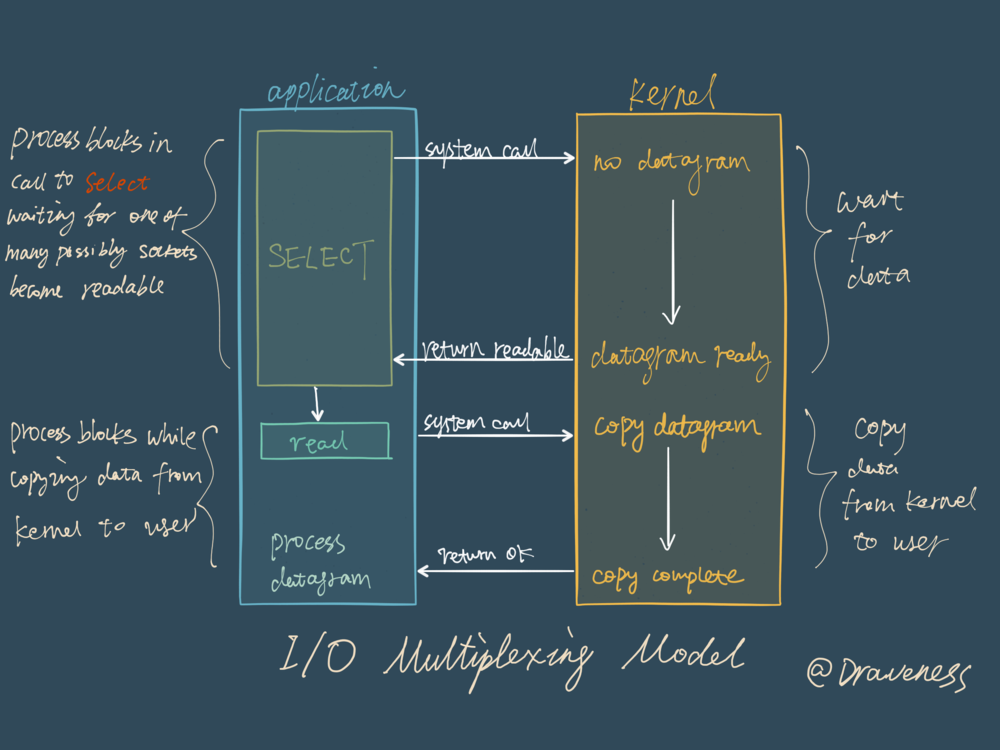 application
kernel
process blocks in
call to select
waiting for one of
many possibly sockets
become readable
SELECT
system call
no datagram
wait
for
data
return readable
datagram ready
process blocks while
copying data from
kernel to user
read
system call
copy datagram
copy
data
from kernel
to user
process
datagram
return ok
copy complete
I/O Multiplexing Model
@Draveness